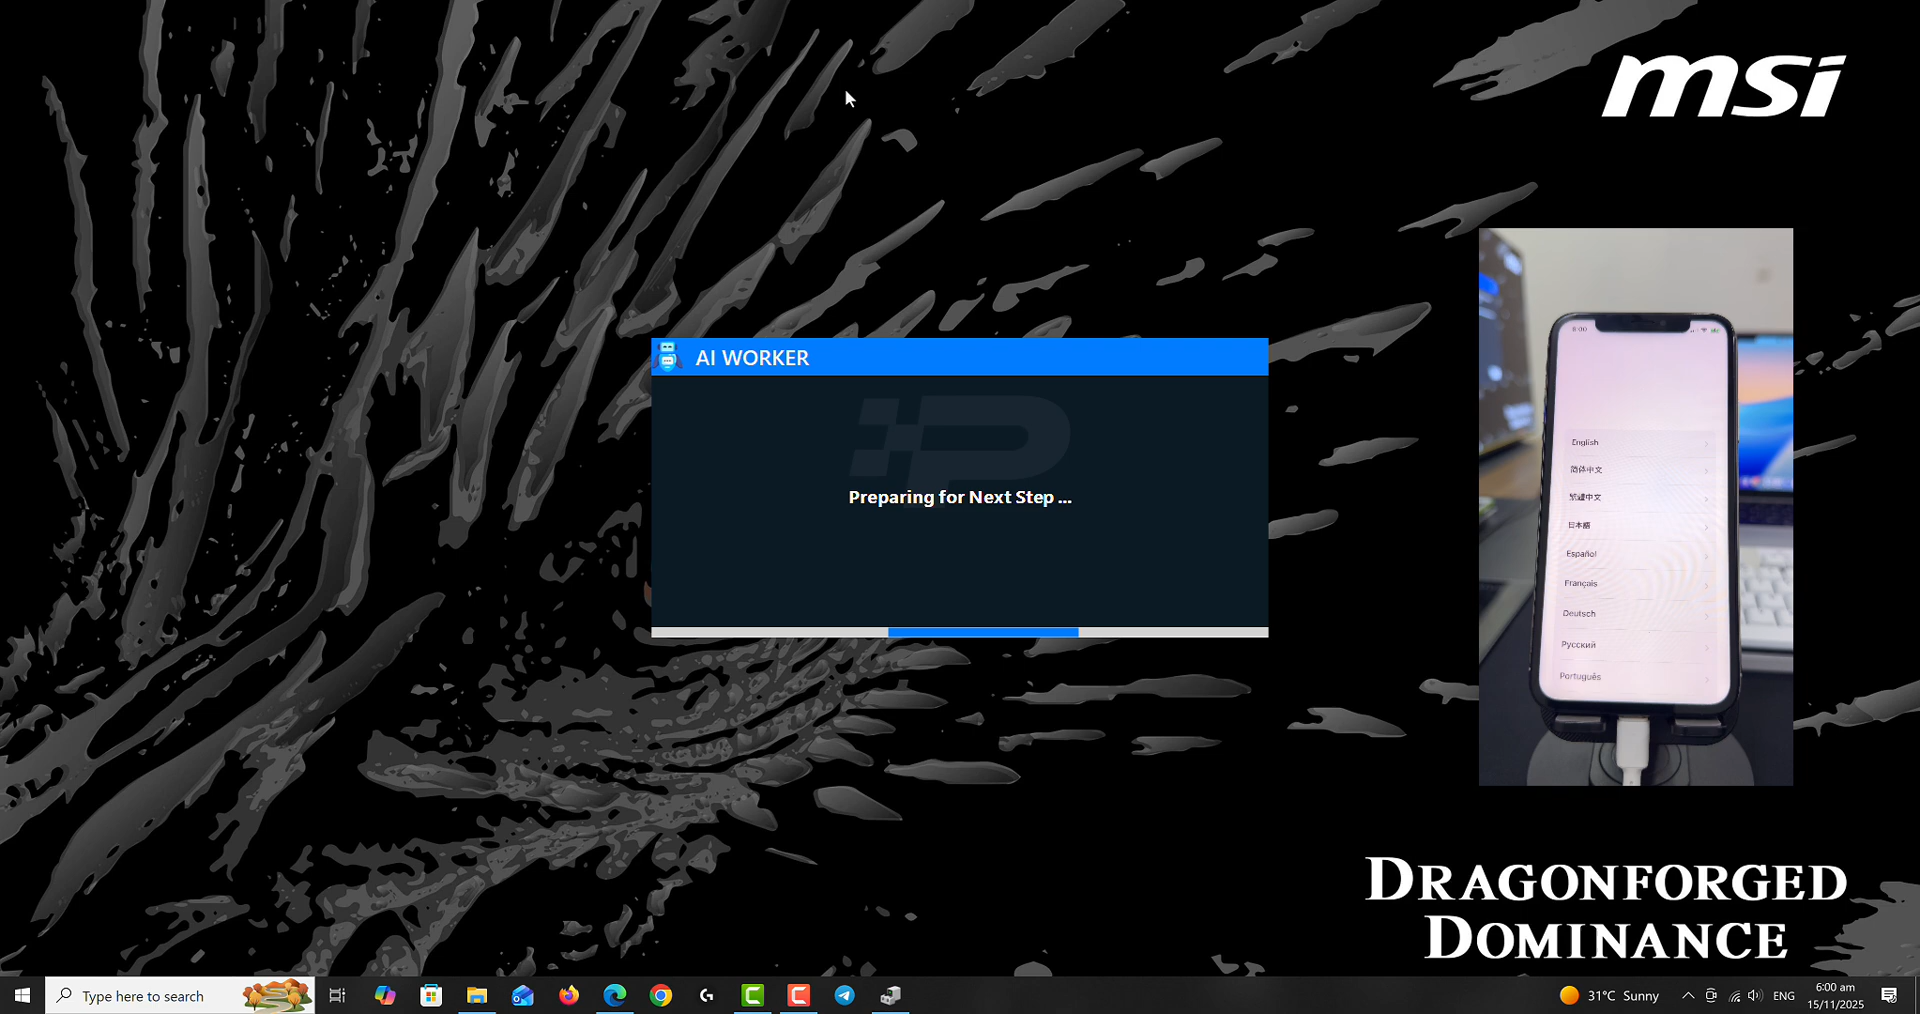 msi
AI WORKER
Preparing for Next Step ...
6:00
English
简体中文
繁體中文
日本語
Español
Français
Deutsch
Русский
Português
DRAGONFORGED
DOMINANCE
Type here to search
31°C Sunny
ENG
6:00 am
15/11/2025